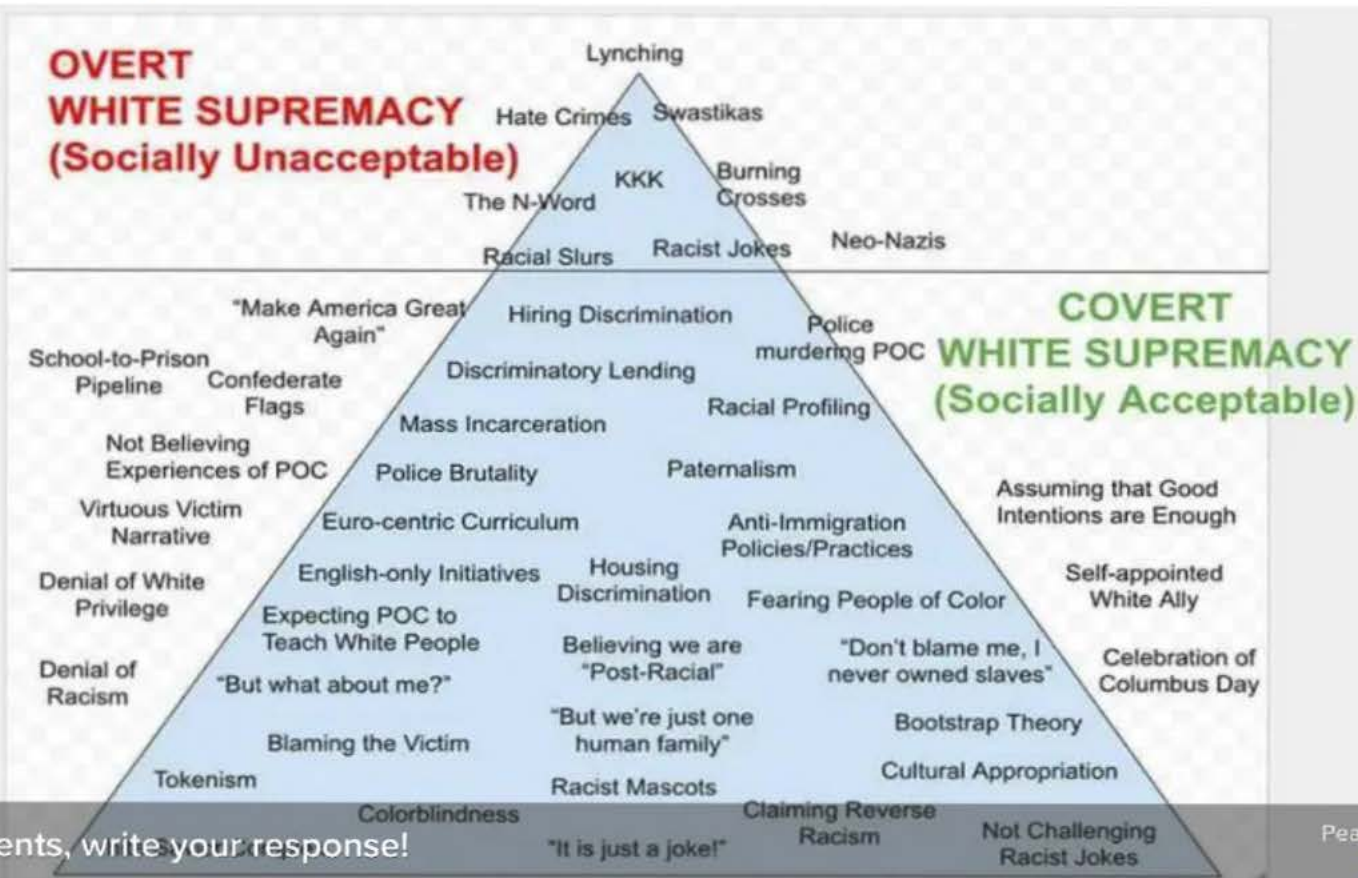 OVERT
WHITE SUPREMACY
(Socially Unacceptable)
Lynching
Hate Crimes
Swastikas
KKK
Burning
Crosses
The N-Word
Racial Slurs
Racist Jokes
Neo-Nazis
COVERT
WHITE SUPREMACY
(Socially Acceptable)
"Make America Great
Again"
Hiring Discrimination
Police
murdering POC
School-to-Prison
Pipeline
Confederate
Flags
Discriminatory Lending
Racial Profiling
Mass Incarceration
Not Believing
Experiences of POC
Police Brutality
Paternalism
Assuming that Good
Intentions are Enough
Virtuous Victim
Narrative
Euro-centric Curriculum
Anti-Immigration
Policies/Practices
Denial of White
Privilege
English-only Initiatives
Housing
Discrimination
Fearing People of Color
Self-appointed
White Ally
Expecting POC to
Teach White People
Believing we are
"Post-Racial"
"Don't blame me, I
never owned slaves"
Celebration of
Columbus Day
Denial of
Racism
"But what about me?"
"But we're just one
human family"
Bootstrap Theory
Blaming the Victim
Tokenism
Racist Mascots
Cultural Appropriation
Colorblindness
Claiming Reverse
Racism
Not Challenging
Racist Jokes
"It is just a joke!"
ents, write your response!
Pea